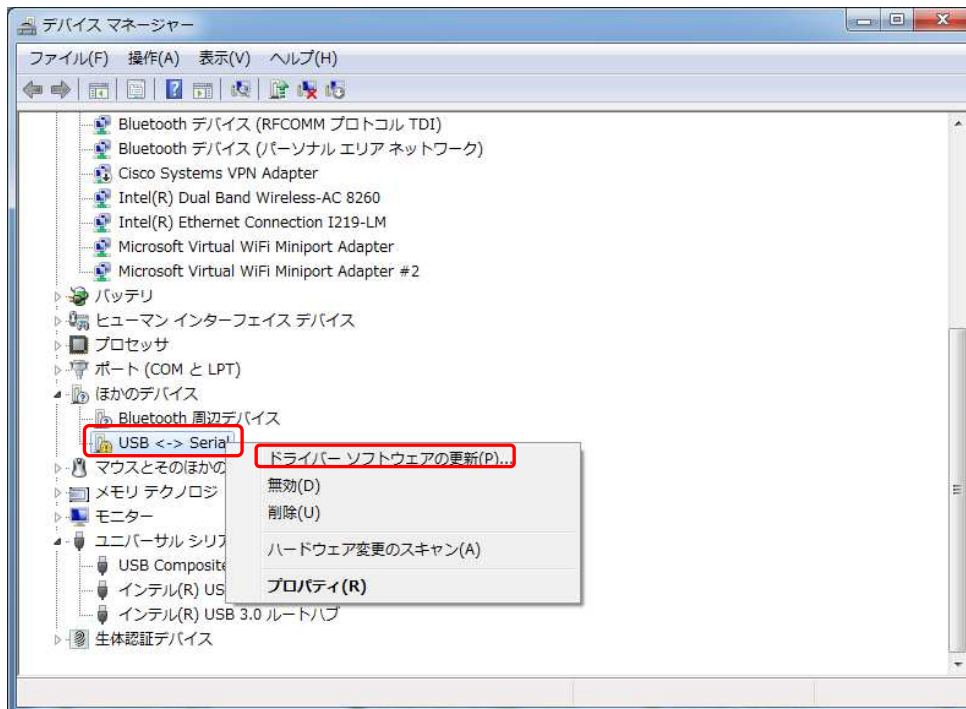 デバイス マネージャー
ファイル(F) 操作(A) 表示(V) ヘルプ(H)
Bluetooth デバイス (RFCOMM プロトコル TDI)
Bluetooth デバイス (パーソナル エリア ネットワーク)
Cisco Systems VPN Adapter
Intel(R) Dual Band Wireless-AC 8260
Intel(R) Ethernet Connection I219-LM
Microsoft Virtual WiFi Miniport Adapter
Microsoft Virtual WiFi Miniport Adapter #2
バッテリ
ヒューマン インターフェイス デバイス
プロセッサ
ポート (COM と LPT)
ほかのデバイス
Bluetooth 周辺デバイス
USB <-> Serial
ドライバー ソフトウェアの更新(P)...
マウスとそのほかの
無効(D)
メモリ テクノロジ
削除(U)
モニター
ユニバーサル シリア
ハードウェア変更のスキャン(A)
USB Composite
プロパティ(R)
インテル(R) US
インテル(R) USB 3.0 ルートハブ
生体認証デバイス